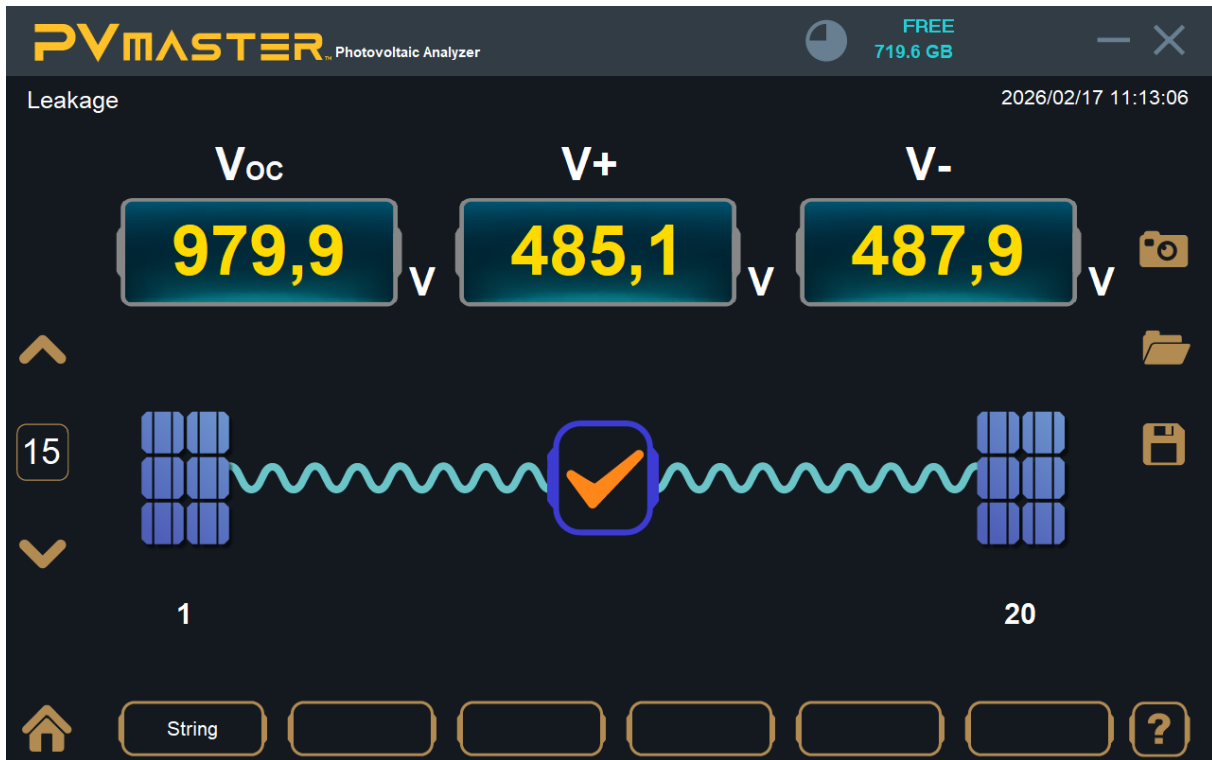 PVMASTER™ Photovoltaic Analyzer
FREE
719.6 GB
Leakage
2026/02/17 11:13:06
Voc
V+
V-
979,9 V
485,1 V
487,9 V
15
1
20
String
?